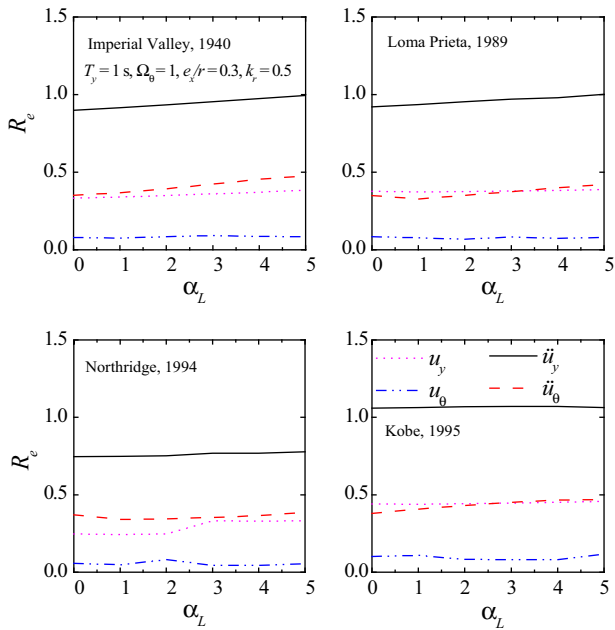 1.5
Imperial Valley, 1940
T_y = 1 s, Ω_θ = 1, e_x/r = 0.3, k_r = 0.5
1.0
R_e
0.5
0.0
0 1 2 3 4 5
α_L
1.5
Loma Prieta, 1989
1.0
0.5
0.0
0 1 2 3 4 5
α_L
1.5
Northridge, 1994
1.0
R_e
0.5
0.0
0 1 2 3 4 5
α_L
1.5
u_y ü_y
u_θ ü_θ
1.0
Kobe, 1995
0.5
0.0
0 1 2 3 4 5
α_L